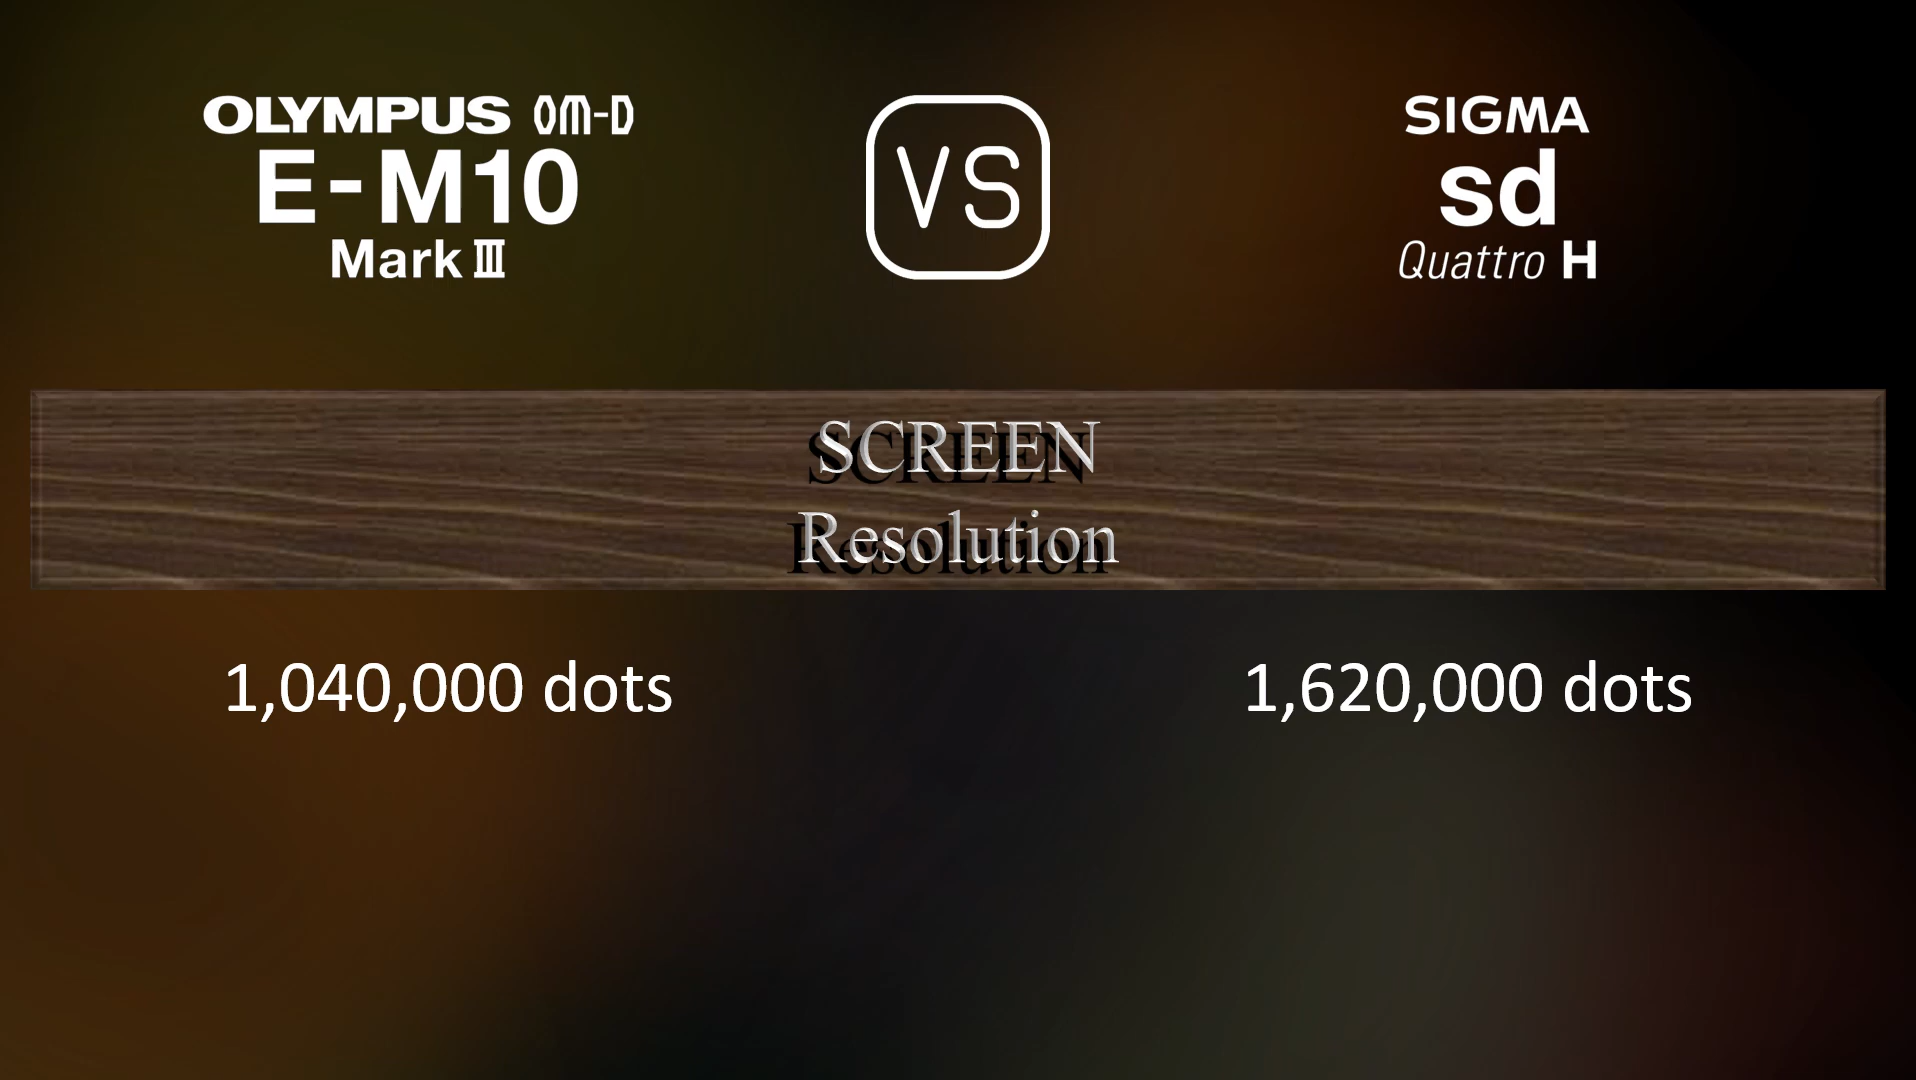 OLYMPUS OM-D
E-M10
Mark III
VS
SIGMA
sd
Quattro H
SCREEN
Resolution
1,040,000 dots
1,620,000 dots